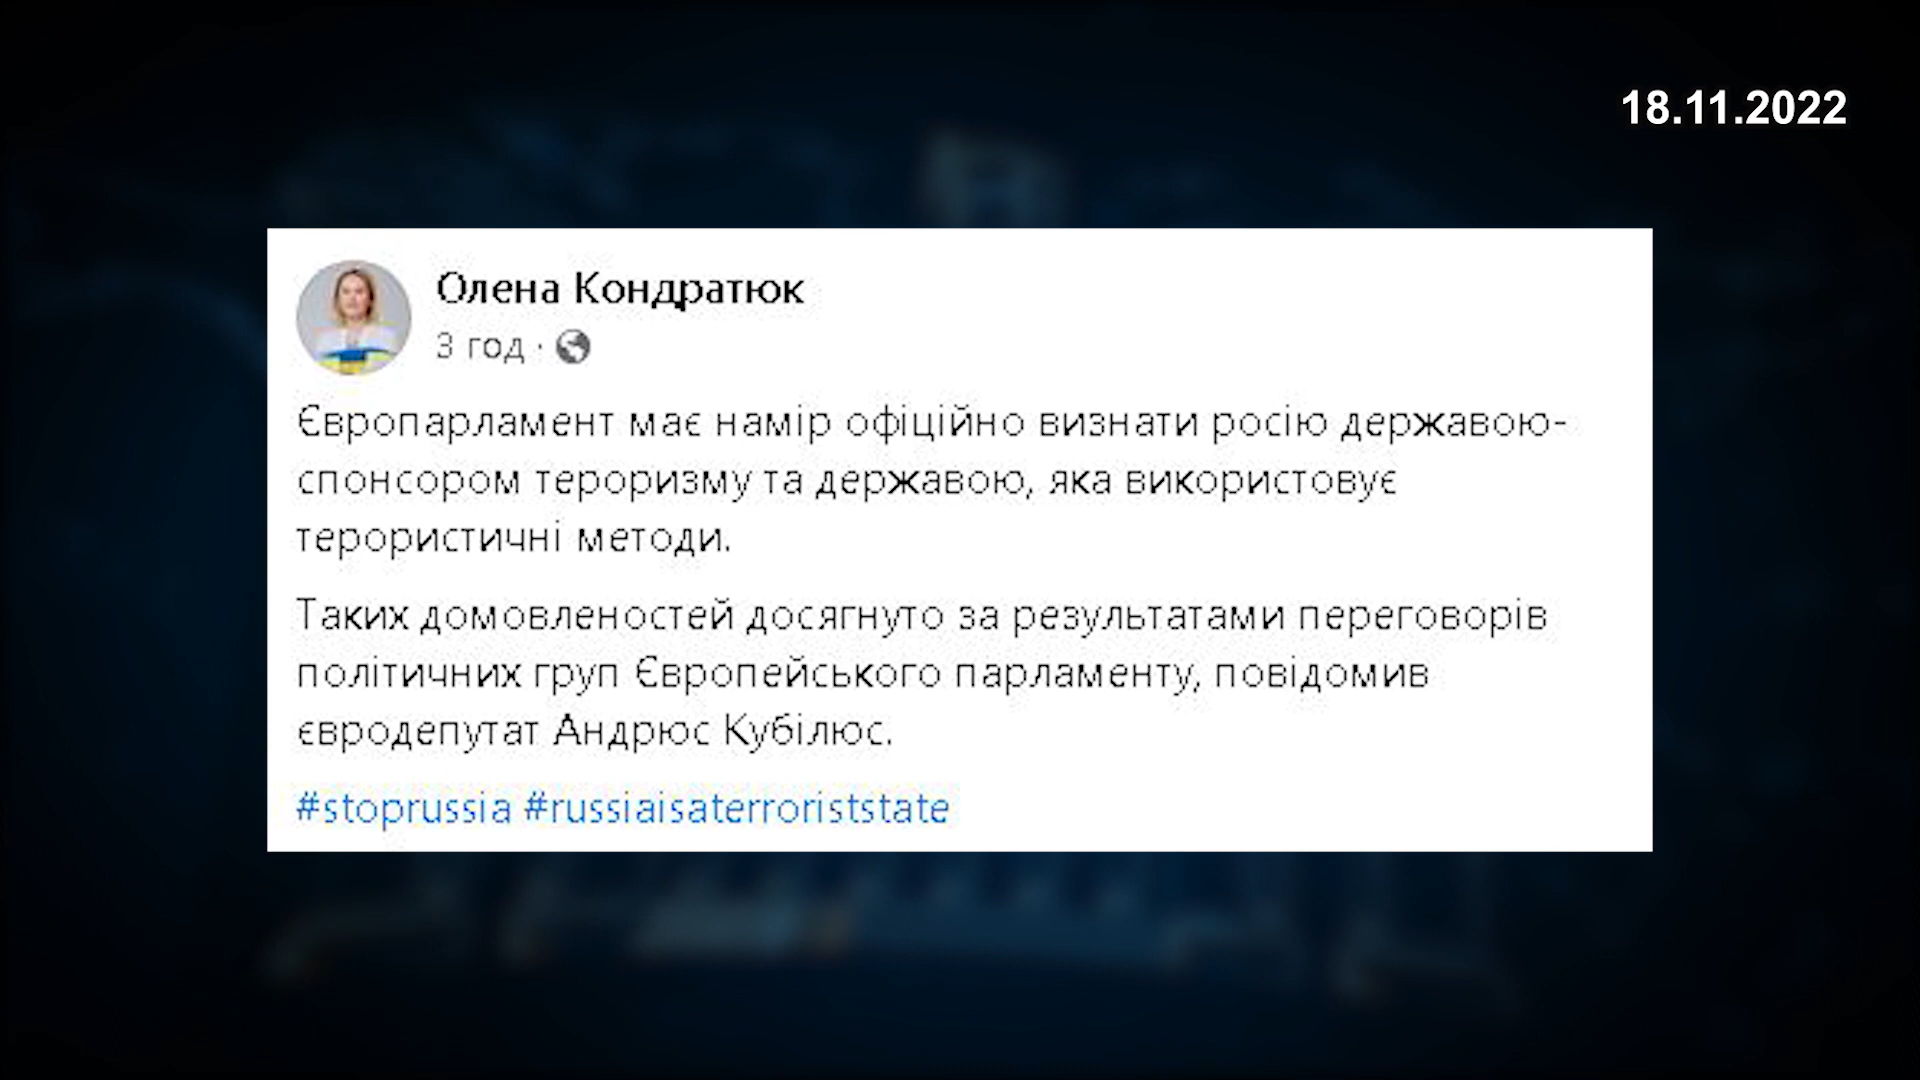 18.11.2022
Олена Кондратюк
3 год ·
Європарламент має намір офіційно визнати росію державою-
спонсором тероризму та державою, яка використовує
терористичні методи.
Таких домовленостей досягнуто за результатами переговорів
політичних груп Європейського парламенту, повідомив
євродепутат Андрюс Кубілюс.
#stoprussia #russiaisaterroriststate